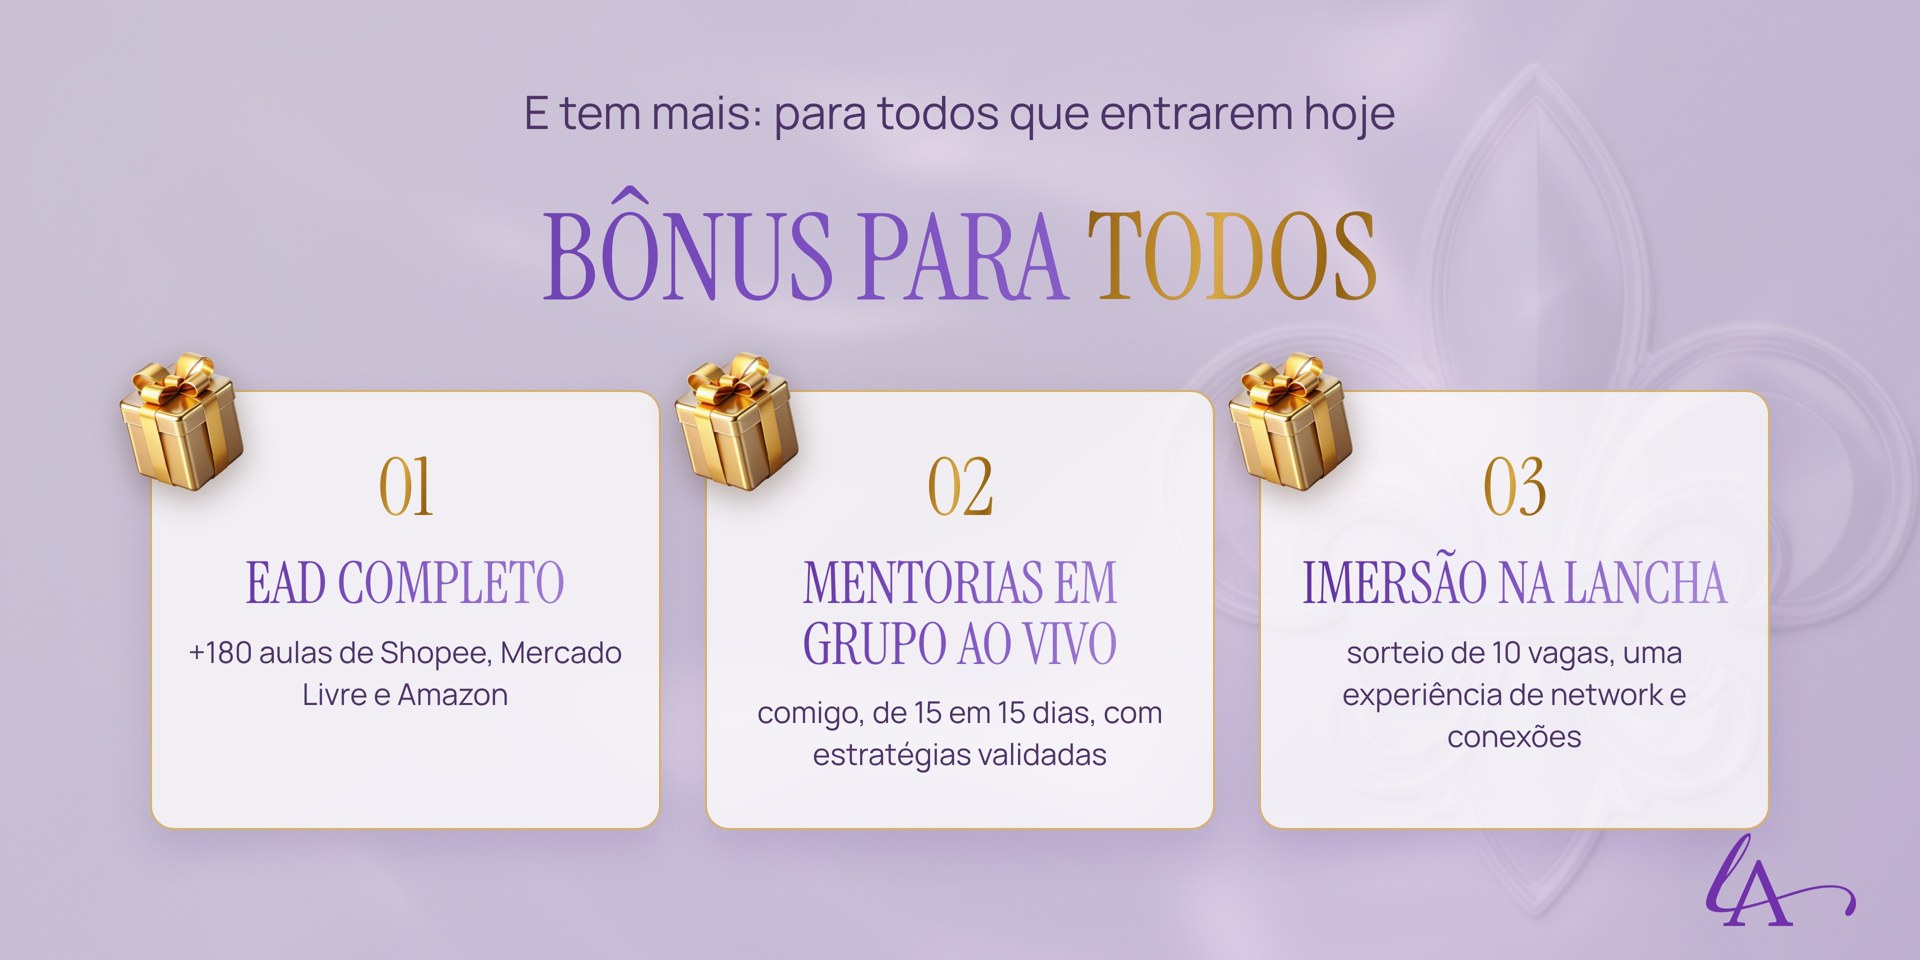 E tem mais: para todos que entrarem hoje
BÔNUS PARA TODOS
01
EAD COMPLETO
+180 aulas de Shopee, Mercado
Livre e Amazon
02
MENTORIAS EM
GRUPO AO VIVO
comigo, de 15 em 15 dias, com
estratégias validadas
03
IMERSÃO NA LANCHA
sorteio de 10 vagas, uma
experiência de network e
conexões
lA